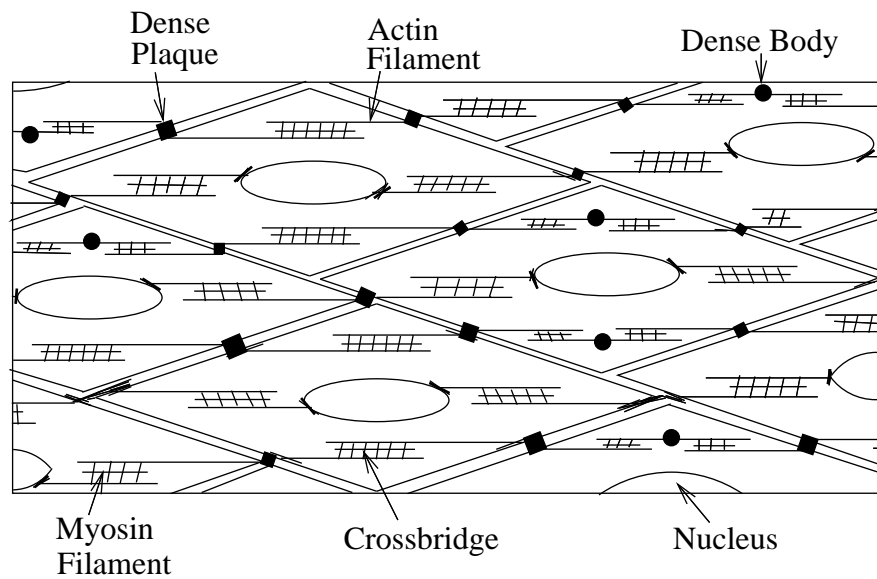 Dense
Plaque
Actin
Filament
Dense Body
Myosin
Filament
Crossbridge
Nucleus